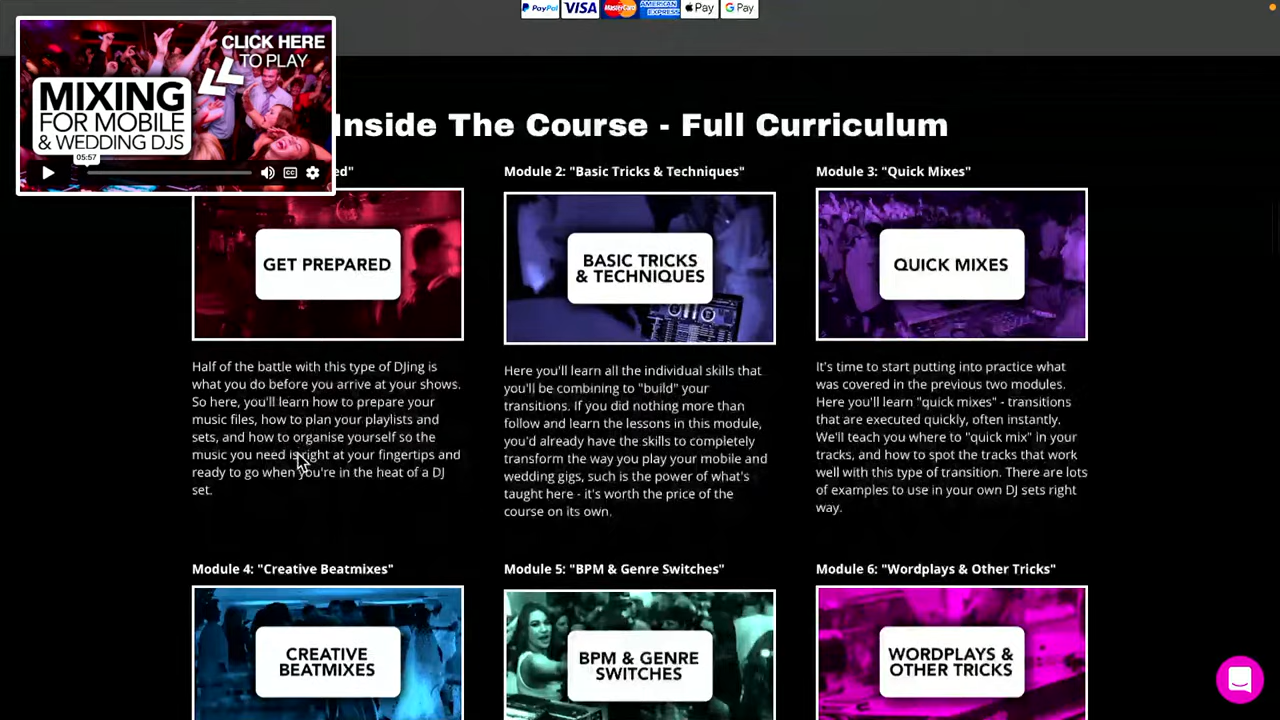 PayPal VISA MasterCard AMERICAN EXPRESS Pay G Pay
CLICK HERE
TO PLAY
MIXING
FOR MOBILE
& WEDDING DJS
05:57
CC
Inside The Course - Full Curriculum
ed"
GET PREPARED
Half of the battle with this type of DJing is
what you do before you arrive at your shows.
So here, you'll learn how to prepare your
music files, how to plan your playlists and
sets, and how to organise yourself so the
music you need is right at your fingertips and
ready to go when you're in the heat of a DJ
set.
Module 2: "Basic Tricks & Techniques"
BASIC TRICKS
& TECHNIQUES
Here you'll learn all the individual skills that
you'll be combining to "build" your
transitions. If you did nothing more than
follow and learn the lessons in this module,
you'd already have the skills to completely
transform the way you play your mobile and
wedding gigs, such is the power of what's
taught here - it's worth the price of the
course on its own.
Module 3: "Quick Mixes"
QUICK MIXES
It's time to start putting into practice what
was covered in the previous two modules.
Here you'll learn "quick mixes" - transitions
that are executed quickly, often instantly.
We'll teach you where to "quick mix" in your
tracks, and how to spot the tracks that work
well with this type of transition. There are lots
of examples to use in your own DJ sets right
way.
Module 4: "Creative Beatmixes"
CREATIVE
BEATMIXES
Module 5: "BPM & Genre Switches"
BPM & GENRE
SWITCHES
Module 6: "Wordplays & Other Tricks"
WORDPLAYS &
OTHER TRICKS